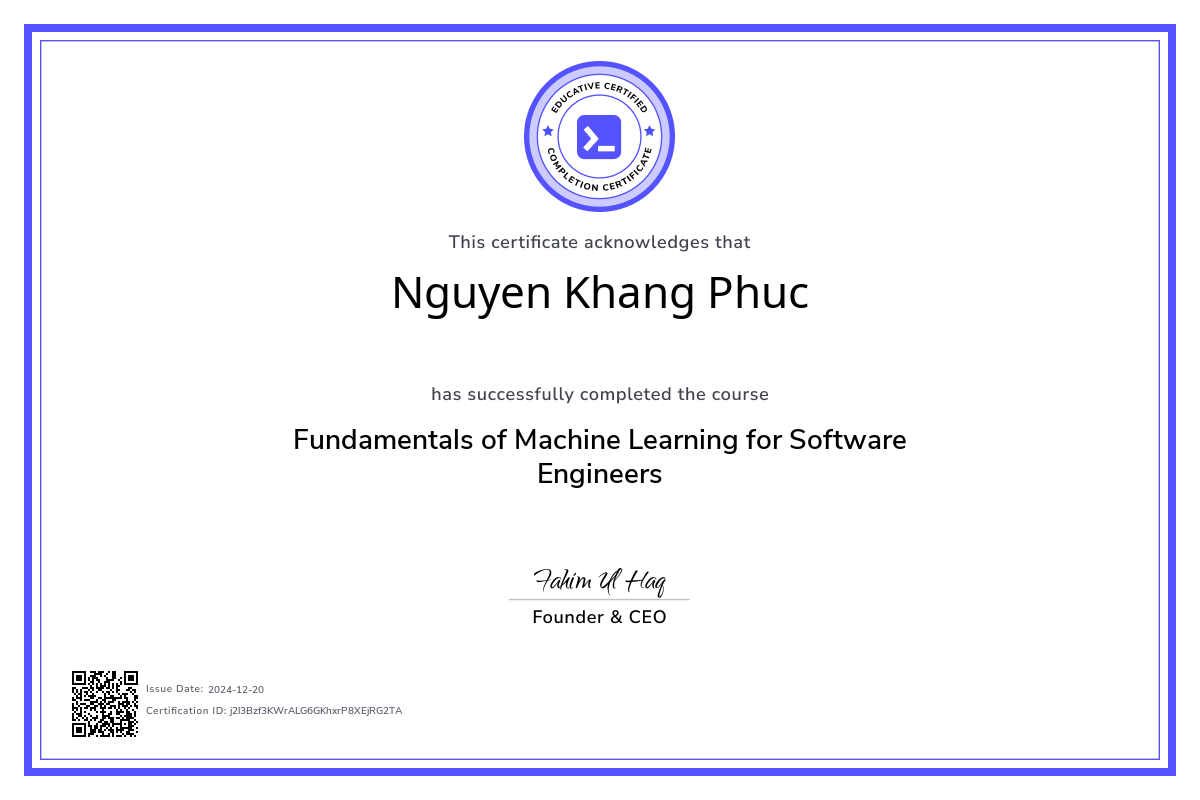 EDUCATIVE CERTIFIED
COMPLETION CERTIFICATE
This certificate acknowledges that
Nguyen Khang Phuc
has successfully completed the course
Fundamentals of Machine Learning for Software
Engineers
Fahim Ul Haq
Founder & CEO
Issue Date: 2024-12-20
Certification ID: j2I3Bzf3KWrALG6GKhxrP8XEjRG2TA